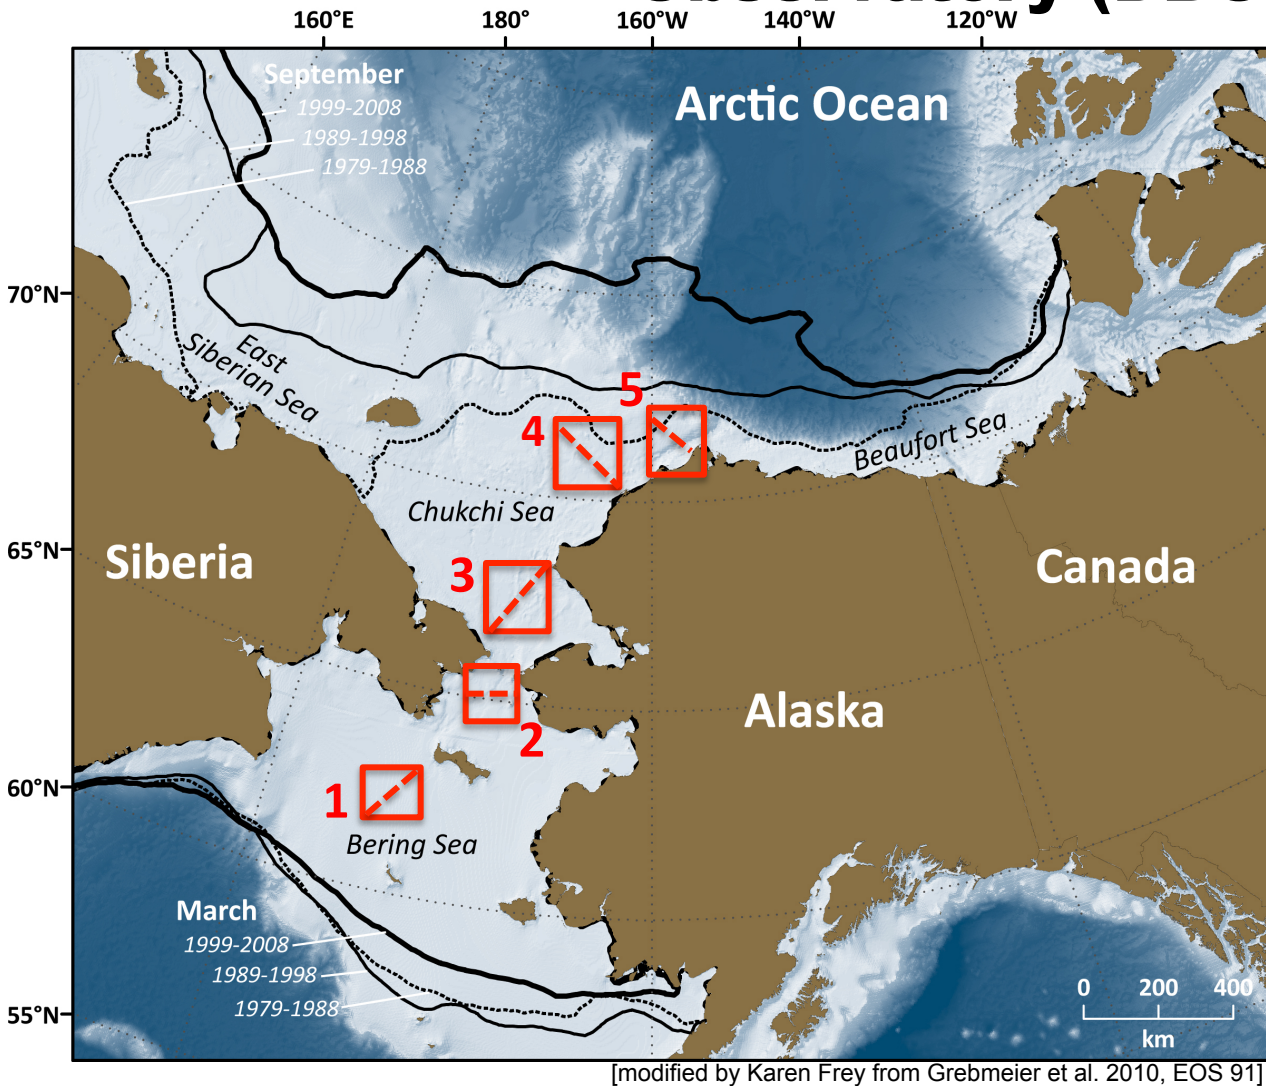 160°E 180° 160°W 140°W 120°W
September
1999-2008
1989-1998
1979-1988
Arctic Ocean
70°N
East
Siberian Sea
5
4
Beaufort Sea
Chukchi Sea
65°N
Siberia
3
Canada
Alaska
2
60°N
1
Bering Sea
March
1999-2008
1989-1998
1979-1988
0 200 400
km
55°N
[modified by Karen Frey from Grebmeier et al. 2010, EOS 91]